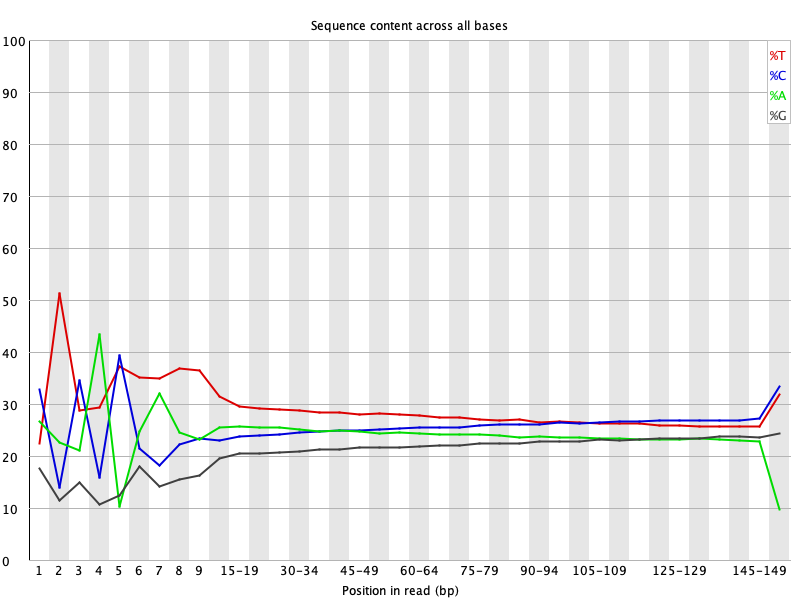 Sequence content across all bases
100
90
80
70
60
50
40
30
20
10
0
%T
%C
%A
%G
1 2 3 4 5 6 7 8 9 15-19 30-34 45-49 60-64 75-79 90-94 105-109 125-129 145-149
Position in read (bp)